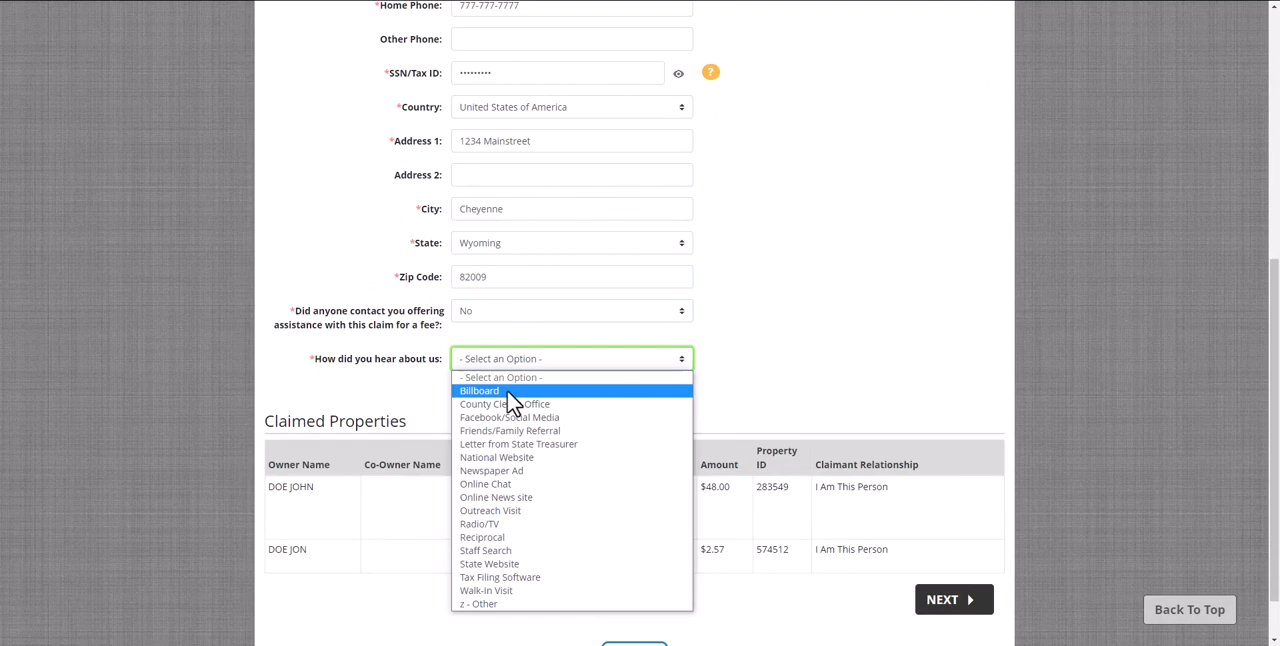 *Home Phone: 777-777-7777
Other Phone:
*SSN/Tax ID: ••••••••• ?
*Country: United States of America
*Address 1: 1234 Mainstreet
Address 2:
*City: Cheyenne
*State: Wyoming
*Zip Code: 82009
*Did anyone contact you offering No
assistance with this claim for a fee?:
*How did you hear about us: - Select an Option -
- Select an Option -
Billboard
County Office
Facebook/Social Media
Friends/Family Referral
Letter from State Treasurer
National Website
Newspaper Ad
Online Chat
Online News site
Outreach Visit
Radio/TV
Reciprocal
Staff Search
State Website
Tax Filing Software
Walk-In Visit
z - Other
Claimed Properties
Owner Name Co-Owner Name Amount Property ID Claimant Relationship
DOE JOHN $48.00 283549 I Am This Person
DOE JON $2.57 574512 I Am This Person
NEXT
Back To Top